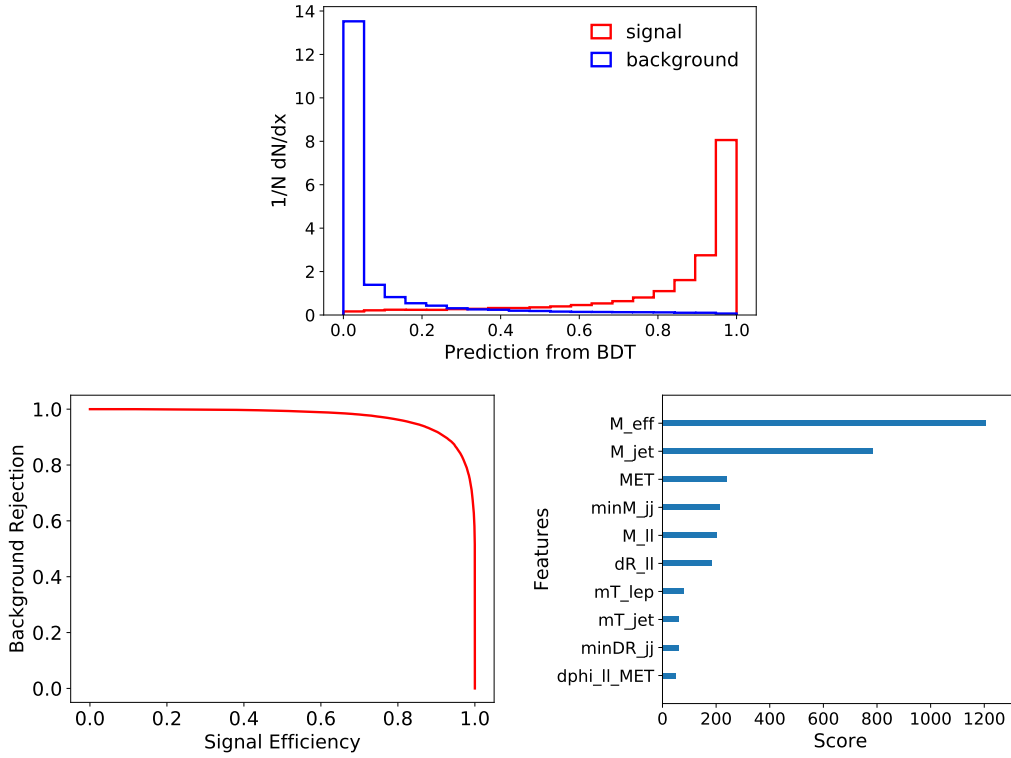 14
12
10
8
6
4
2
0
1/N dN/dx
signal
background
0.0 0.2 0.4 0.6 0.8 1.0
Prediction from BDT
1.0
0.8
0.6
0.4
0.2
0.0
Background Rejection
0.0 0.2 0.4 0.6 0.8 1.0
Signal Efficiency
Features
M_eff
M_jet
MET
minM_jj
M_ll
dR_ll
mT_lep
mT_jet
minDR_jj
dphi_ll_MET
0 200 400 600 800 1000 1200
Score